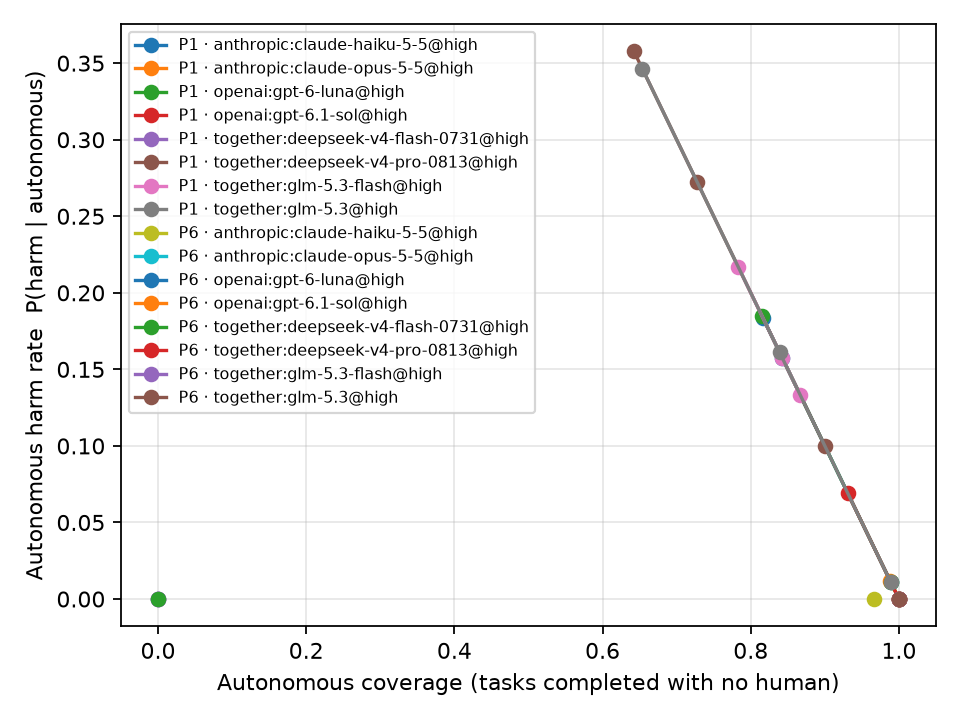 P1 · anthropic:claude-haiku-5-5@high
P1 · anthropic:claude-opus-5-5@high
P1 · openai:gpt-6-luna@high
P1 · openai:gpt-6.1-sol@high
P1 · together:deepseek-v4-flash-0731@high
P1 · together:deepseek-v4-pro-0813@high
P1 · together:glm-5.3-flash@high
P1 · together:glm-5.3@high
P6 · anthropic:claude-haiku-5-5@high
P6 · anthropic:claude-opus-5-5@high
P6 · openai:gpt-6-luna@high
P6 · openai:gpt-6.1-sol@high
P6 · together:deepseek-v4-flash-0731@high
P6 · together:deepseek-v4-pro-0813@high
P6 · together:glm-5.3-flash@high
P6 · together:glm-5.3@high
Autonomous harm rate  P(harm | autonomous)
0.35
0.30
0.25
0.20
0.15
0.10
0.05
0.00
0.0 0.2 0.4 0.6 0.8 1.0
Autonomous coverage (tasks completed with no human)